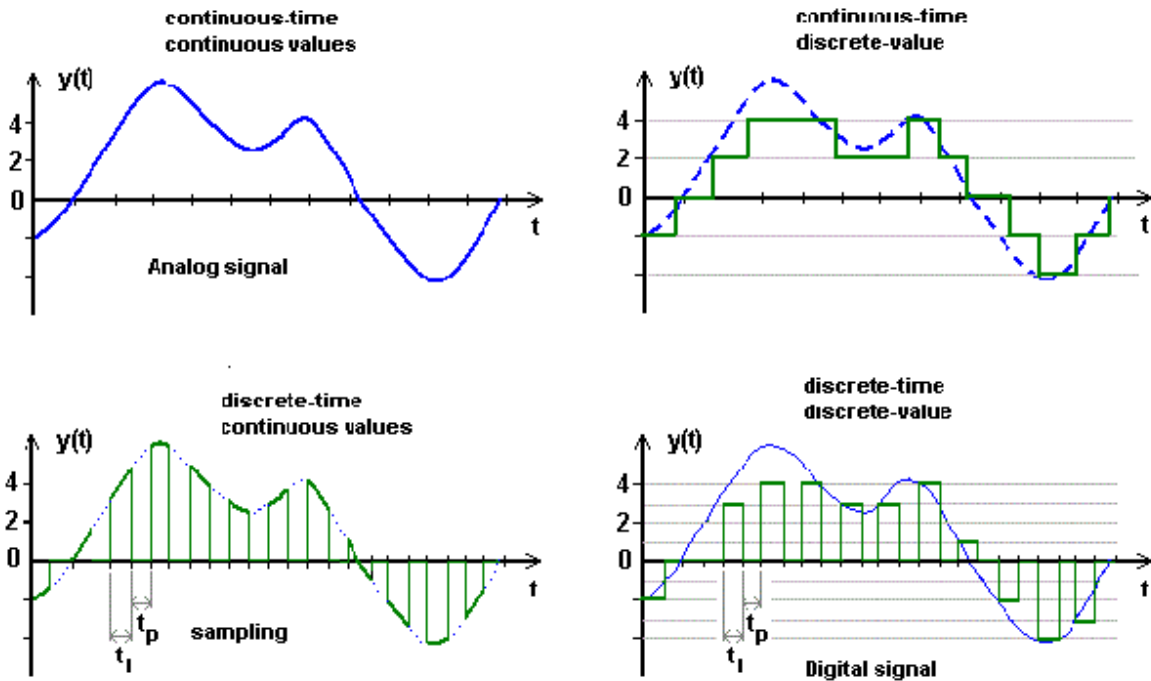 continuous-time
continuous values
y(t)
4
2
0
t
Analog signal
continuous-time
discrete-value
y(t)
4
2
0
t
discrete-time
continuous values
y(t)
4
2
0
t
tp
tI
sampling
discrete-time
discrete-value
y(t)
4
3
2
0
t
tp
tI
Digital signal